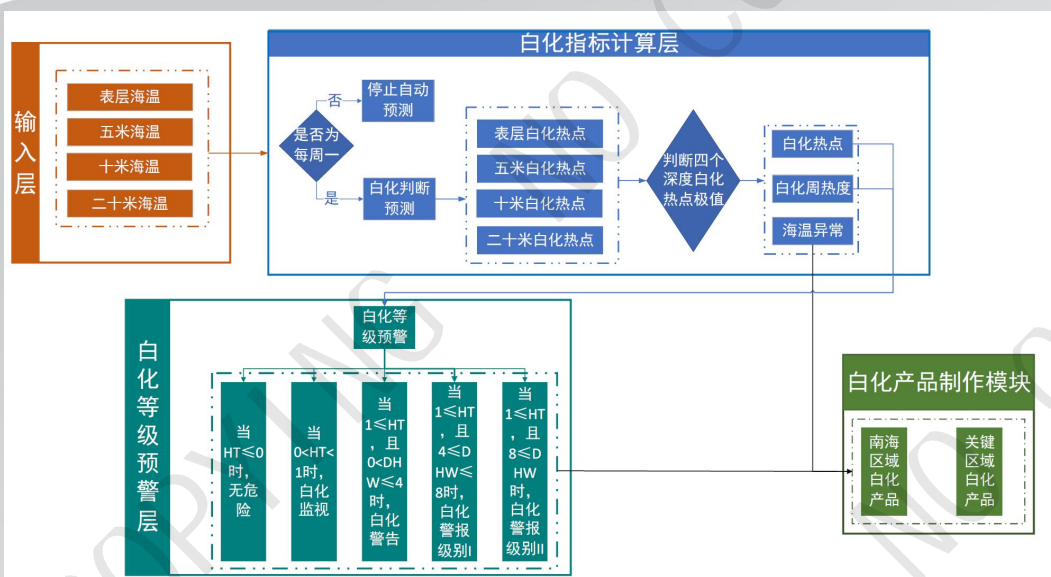 输
入
层
表层海温
五米海温
十米海温
二十米海温
白化指标计算层
是否为
每周一
否
停止自动
预测
是
白化判断
预测
表层白化热点
五米白化热点
十米白化热点
二十米白化热点
判断四个
深度白化
热点极值
白化热点
白化周热度
海温异常
白
化
等
级
预
警
层
白化等
级预警
当
HT≤0
时,
无危
险
当
0<HT<
1时,
白化
监视
当
1≤HT
,且
0<DH
W≤4
时,
白化
警告
当
1≤HT
,且
4≤D
HW≤
8时,
白化
警报
级别I
当
1≤HT
,且
8≤D
HW
时,
白化
警报
级别II
白化产品制作模块
南海
区域
白化
产品
关键
区域
白化
产品
COPYING
NO CO
NO CO